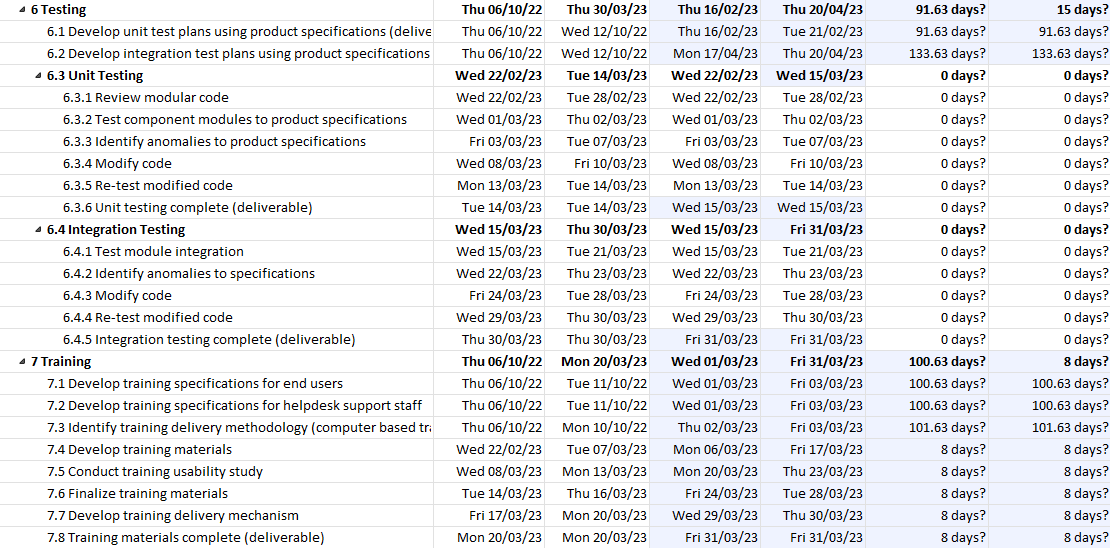 6 Testing Thu 06/10/22 Thu 30/03/23 Thu 16/02/23 Thu 20/04/23 91.63 days? 15 days?
6.1 Develop unit test plans using product specifications (delive Thu 06/10/22 Wed 12/10/22 Thu 16/02/23 Tue 21/02/23 91.63 days? 91.63 days?
6.2 Develop integration test plans using product specifications Thu 06/10/22 Wed 12/10/22 Mon 17/04/23 Thu 20/04/23 133.63 days? 133.63 days?
6.3 Unit Testing Wed 22/02/23 Tue 14/03/23 Wed 22/02/23 Wed 15/03/23 0 days? 0 days?
6.3.1 Review modular code Wed 22/02/23 Tue 28/02/23 Wed 22/02/23 Tue 28/02/23 0 days? 0 days?
6.3.2 Test component modules to product specifications Wed 01/03/23 Thu 02/03/23 Wed 01/03/23 Thu 02/03/23 0 days? 0 days?
6.3.3 Identify anomalies to product specifications Fri 03/03/23 Tue 07/03/23 Fri 03/03/23 Tue 07/03/23 0 days? 0 days?
6.3.4 Modify code Wed 08/03/23 Fri 10/03/23 Wed 08/03/23 Fri 10/03/23 0 days? 0 days?
6.3.5 Re-test modified code Mon 13/03/23 Tue 14/03/23 Mon 13/03/23 Tue 14/03/23 0 days? 0 days?
6.3.6 Unit testing complete (deliverable) Tue 14/03/23 Tue 14/03/23 Wed 15/03/23 Wed 15/03/23 0 days? 0 days?
6.4 Integration Testing Wed 15/03/23 Thu 30/03/23 Wed 15/03/23 Fri 31/03/23 0 days? 0 days?
6.4.1 Test module integration Wed 15/03/23 Tue 21/03/23 Wed 15/03/23 Tue 21/03/23 0 days? 0 days?
6.4.2 Identify anomalies to specifications Wed 22/03/23 Thu 23/03/23 Wed 22/03/23 Thu 23/03/23 0 days? 0 days?
6.4.3 Modify code Fri 24/03/23 Tue 28/03/23 Fri 24/03/23 Tue 28/03/23 0 days? 0 days?
6.4.4 Re-test modified code Wed 29/03/23 Thu 30/03/23 Wed 29/03/23 Thu 30/03/23 0 days? 0 days?
6.4.5 Integration testing complete (deliverable) Thu 30/03/23 Thu 30/03/23 Fri 31/03/23 Fri 31/03/23 0 days? 0 days?
7 Training Thu 06/10/22 Mon 20/03/23 Wed 01/03/23 Fri 31/03/23 100.63 days? 8 days?
7.1 Develop training specifications for end users Thu 06/10/22 Tue 11/10/22 Wed 01/03/23 Fri 03/03/23 100.63 days? 100.63 days?
7.2 Develop training specifications for helpdesk support staff Thu 06/10/22 Tue 11/10/22 Wed 01/03/23 Fri 03/03/23 100.63 days? 100.63 days?
7.3 Identify training delivery methodology (computer based tra Thu 06/10/22 Mon 10/10/22 Thu 02/03/23 Fri 03/03/23 101.63 days? 101.63 days?
7.4 Develop training materials Wed 22/02/23 Tue 07/03/23 Mon 06/03/23 Fri 17/03/23 8 days? 8 days?
7.5 Conduct training usability study Wed 08/03/23 Mon 13/03/23 Mon 20/03/23 Thu 23/03/23 8 days? 8 days?
7.6 Finalize training materials Tue 14/03/23 Thu 16/03/23 Fri 24/03/23 Tue 28/03/23 8 days? 8 days?
7.7 Develop training delivery mechanism Fri 17/03/23 Mon 20/03/23 Wed 29/03/23 Thu 30/03/23 8 days? 8 days?
7.8 Training materials complete (deliverable) Mon 20/03/23 Mon 20/03/23 Fri 31/03/23 Fri 31/03/23 8 days? 8 days?